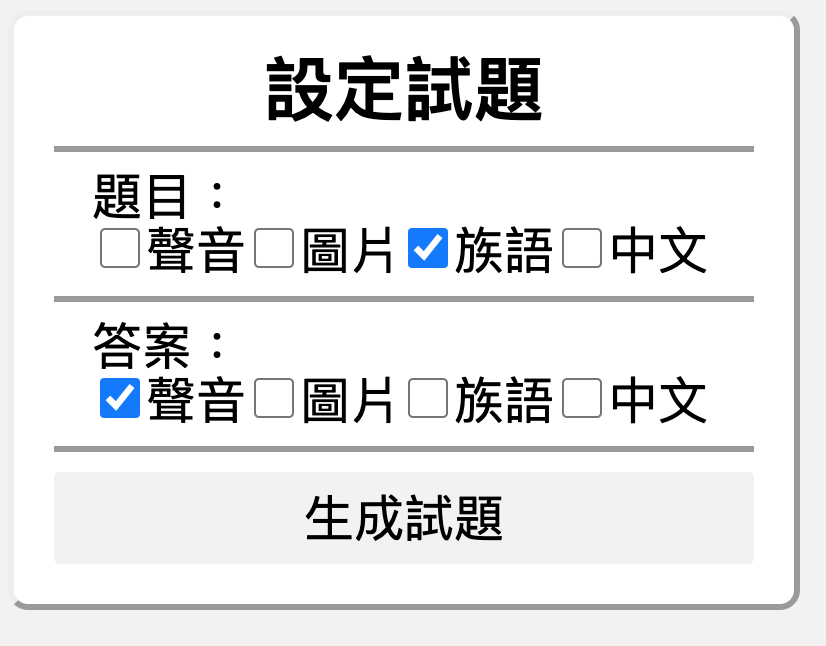 設定試題
題目：
聲音 圖片 族語 中文
答案：
聲音 圖片 族語 中文
生成試題